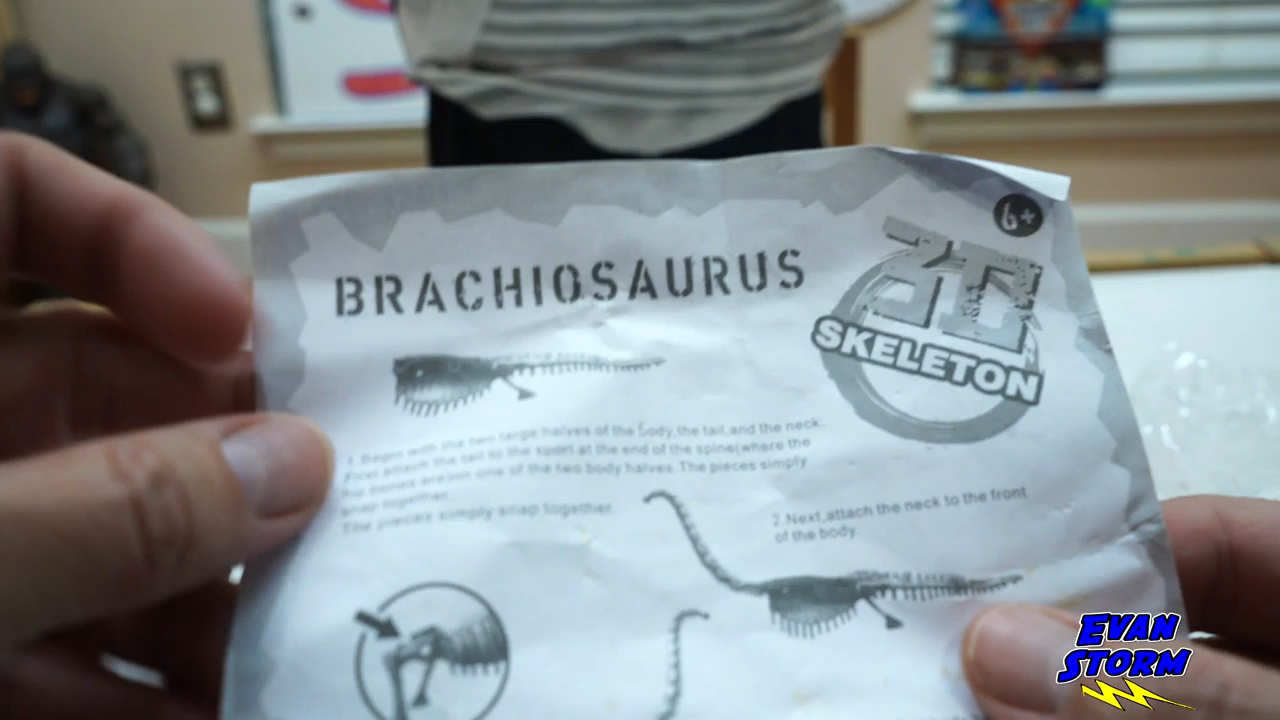 6+
BRACHIOSAURUS
3D
SKELETON
1. Begin with the two large halves of the body,the tail,and the neck.
First attach the tail to the sport at the end of the spine(where the
hip bones are)on one of the two body halves.The pieces simply
snap together.
The pieces simply snap together.
2.Next,attach the neck to the front
of the body.
EVAN
STORM